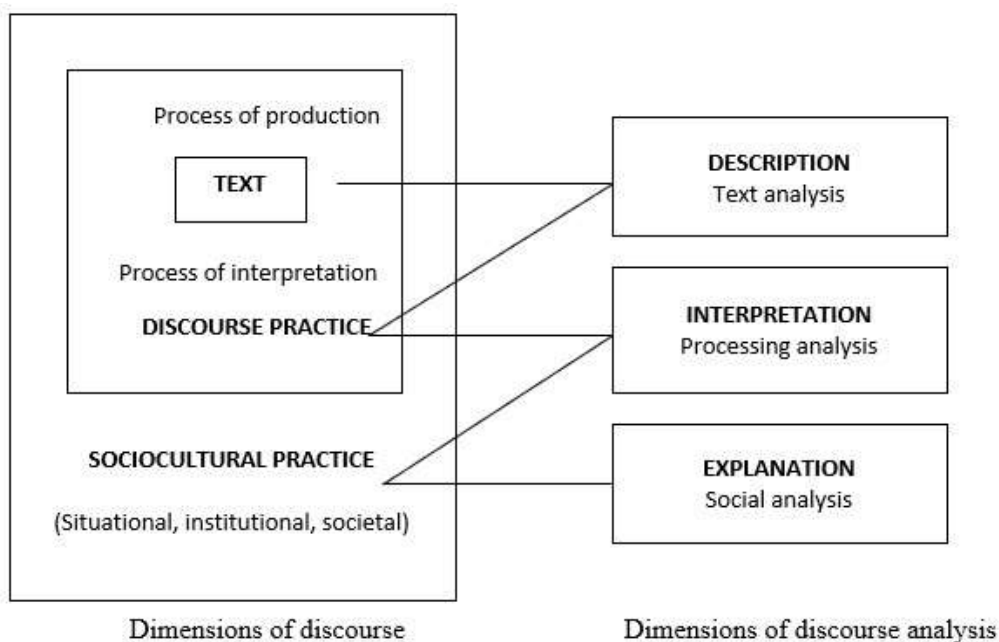 Process of production
TEXT
Process of interpretation
DISCOURSE PRACTICE
SOCIOCULTURAL PRACTICE
(Situational, institutional, societal)
DESCRIPTION
Text analysis
INTERPRETATION
Processing analysis
EXPLANATION
Social analysis
Dimensions of discourse
Dimensions of discourse analysis